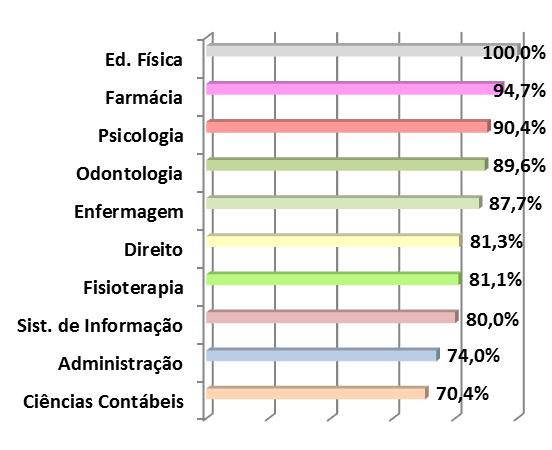 Ed. Física 100,0%
Farmácia 94,7%
Psicologia 90,4%
Odontologia 89,6%
Enfermagem 87,7%
Direito 81,3%
Fisioterapia 81,1%
Sist. de Informação 80,0%
Administração 74,0%
Ciências Contábeis 70,4%